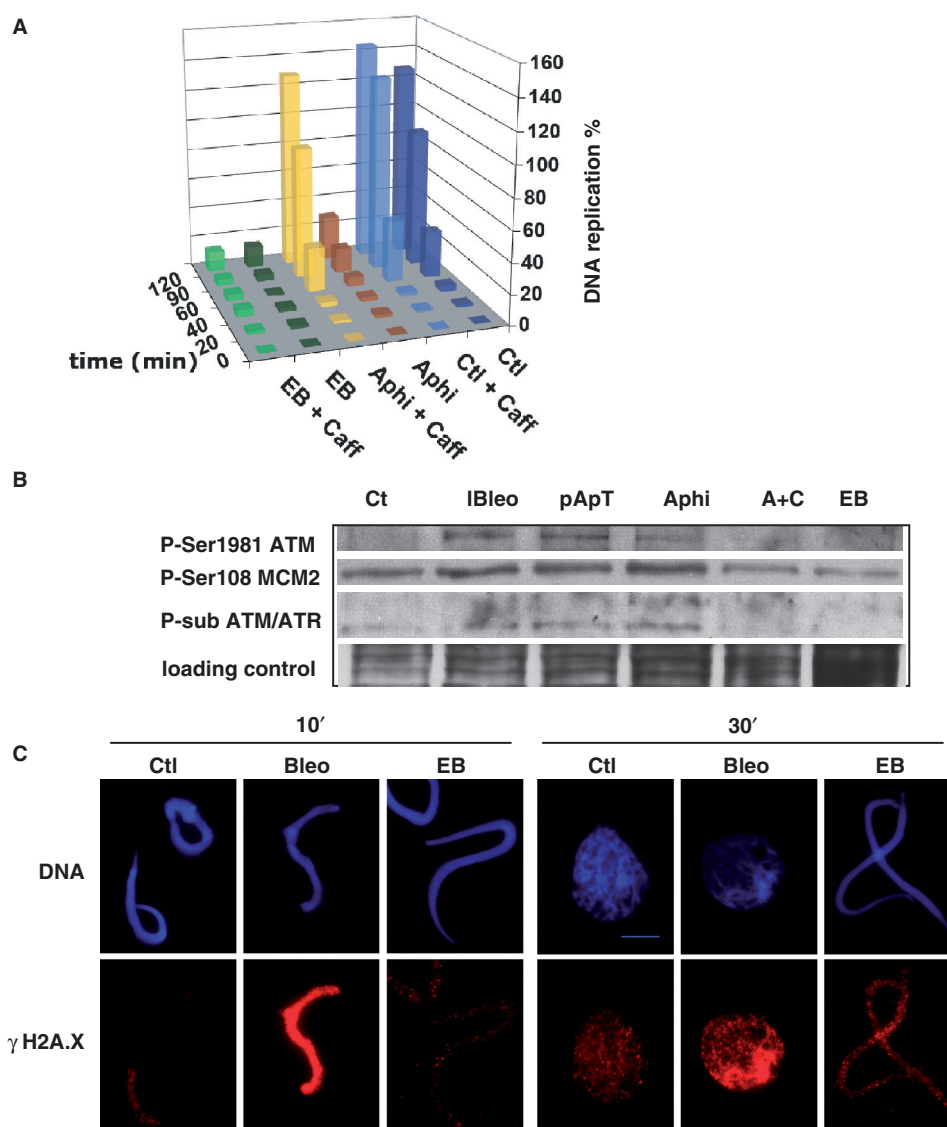 A
160
140
120
100
80
60
40
20
0
DNA replication %
120
90
60
40
20
0
time (min)
EB + Caff
EB
Aphi + Caff
Aphi
Ctl + Caff
Ctl
B
Ct IBleo pApT Aphi A+C EB
P-Ser1981 ATM
P-Ser108 MCM2
P-sub ATM/ATR
loading control
10′ 30′
C
Ctl Bleo EB Ctl Bleo EB
DNA
γ H2A.X